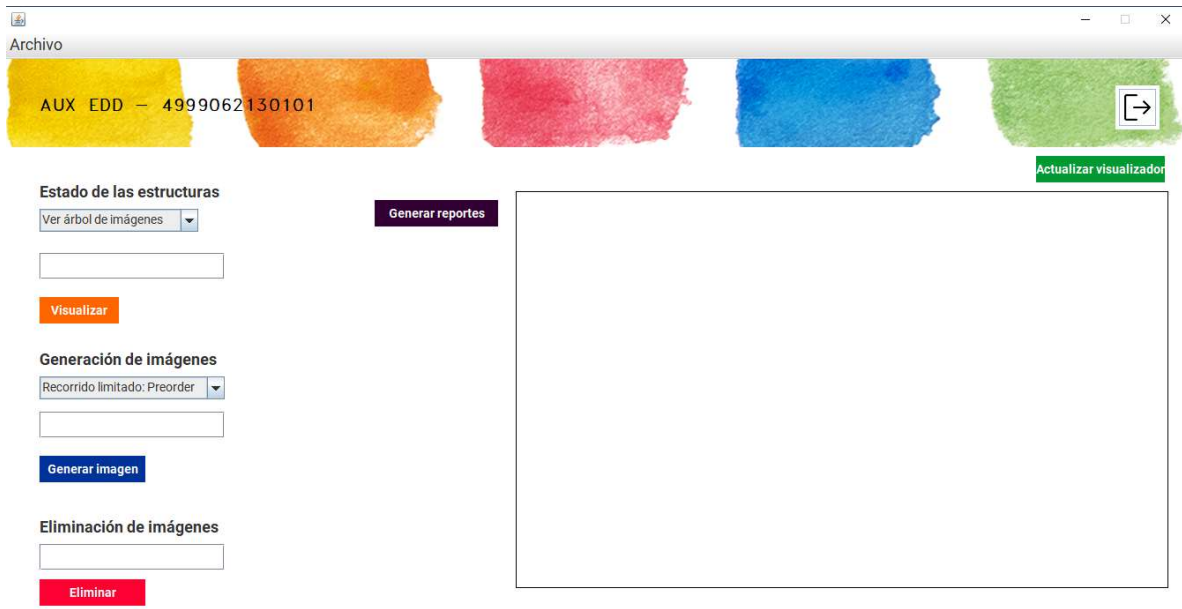 Archivo
AUX EDD – 4999062130101
Actualizar visualizador
Estado de las estructuras
Ver árbol de imágenes
Generar reportes
Visualizar
Generación de imágenes
Recorrido limitado: Preorder
Generar imagen
Eliminación de imágenes
Eliminar